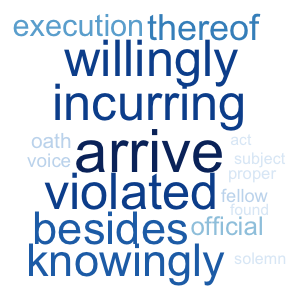 execution thereof
willingly
incurring
oath arrive act
voice subject
violated proper
fellow
besides official found
knowingly solemn